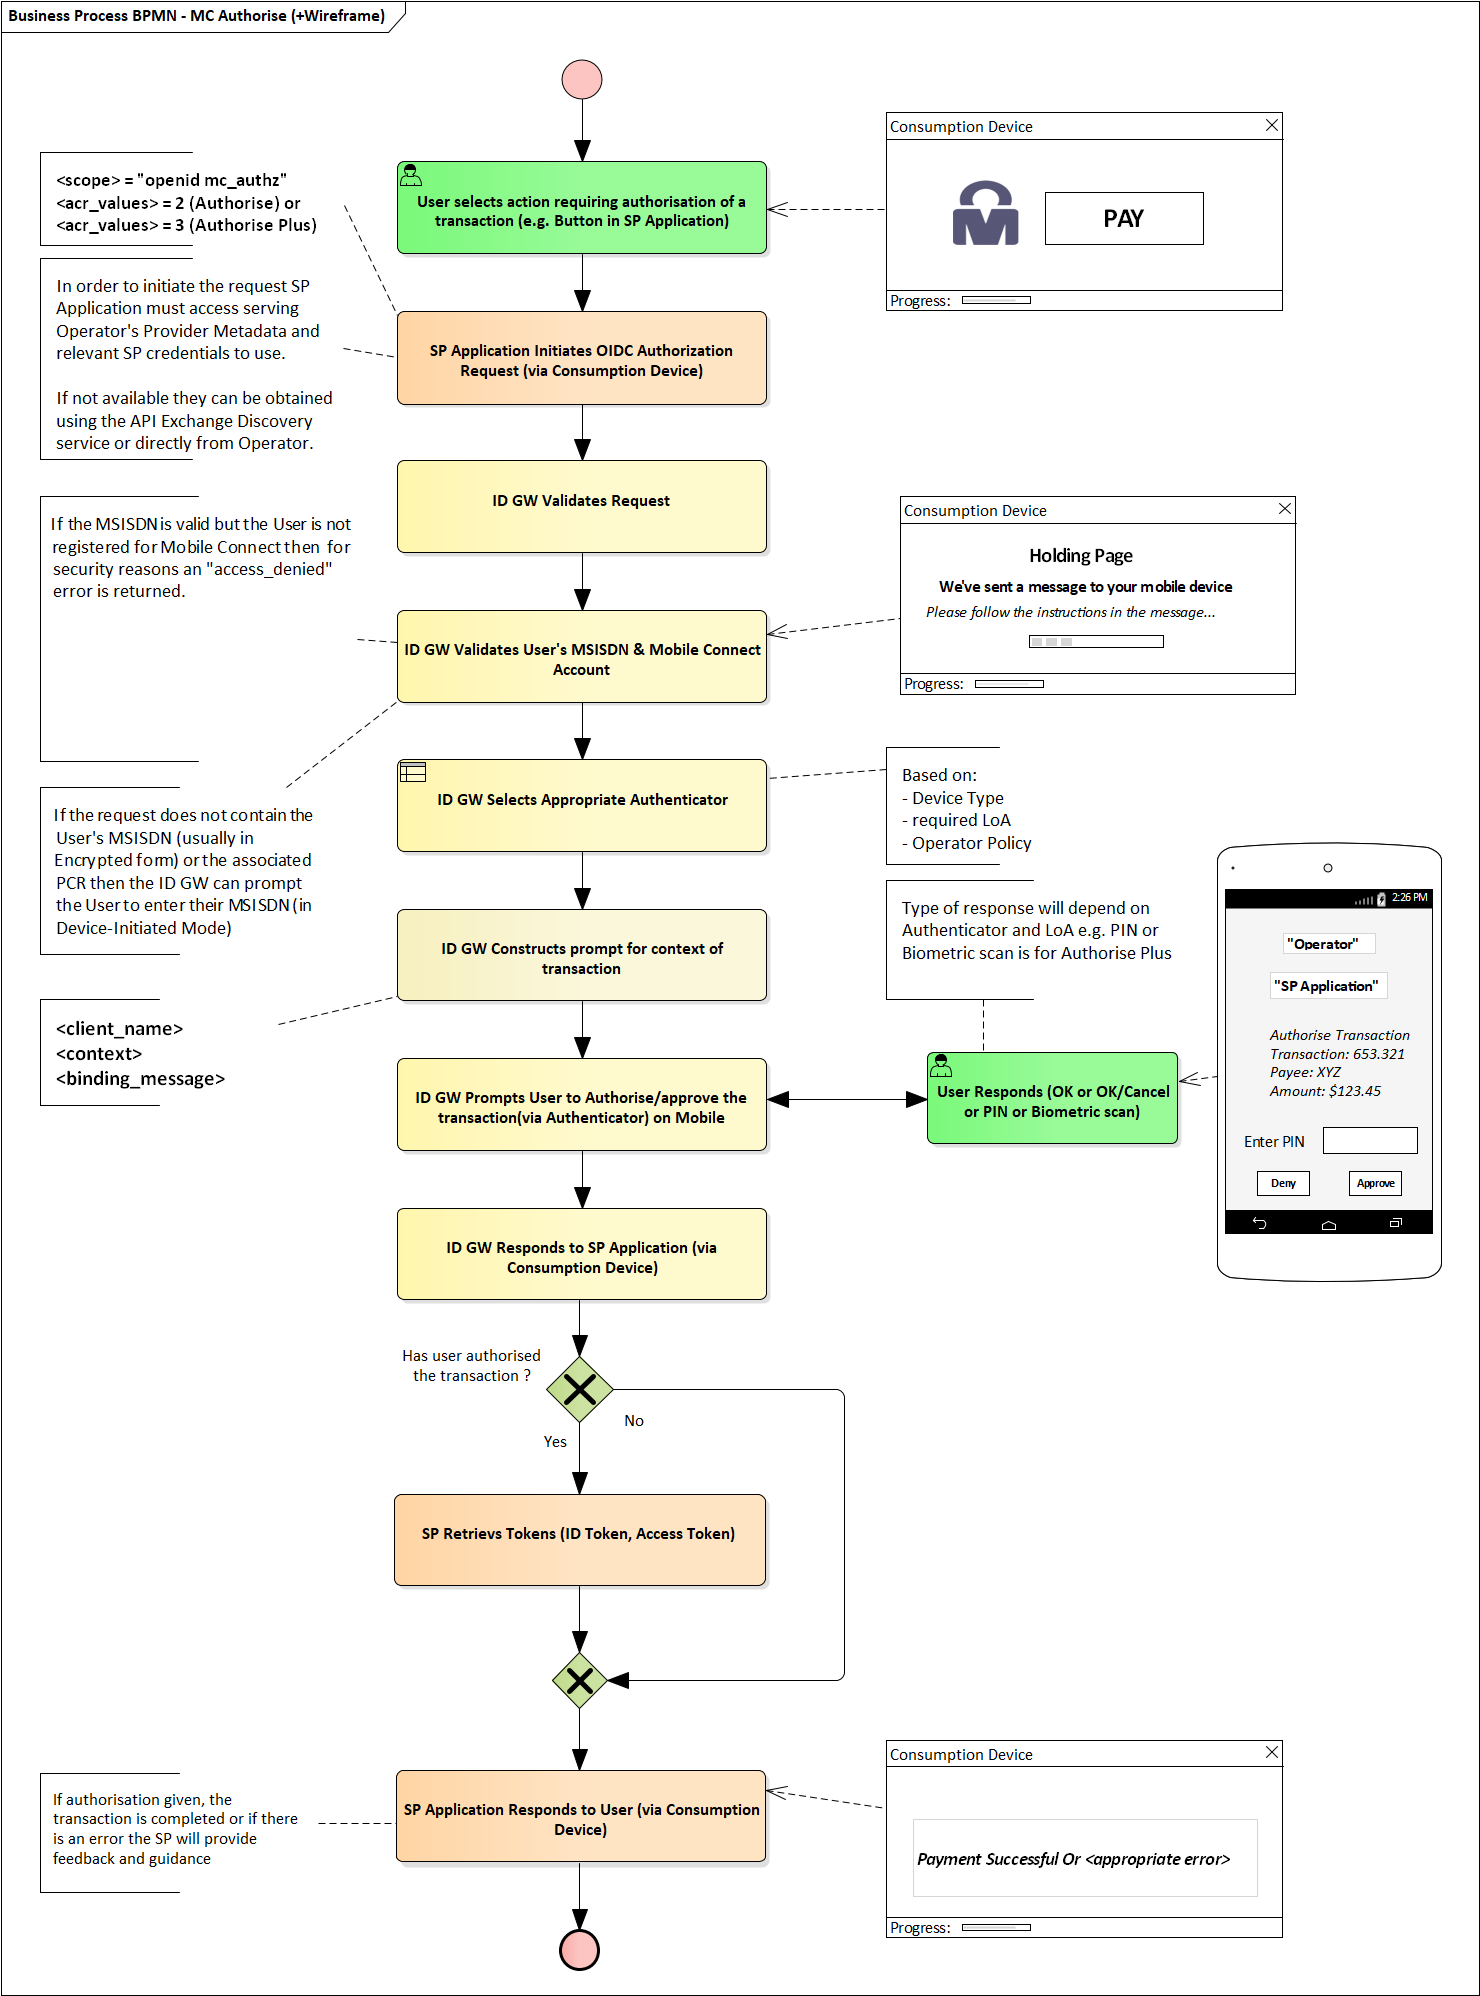 Business Process BPMN - MC Authorise (+Wireframe)
<scope> = "openid mc_authz"
<acr_values> = 2 (Authorise) or
<acr_values> = 3 (Authorise Plus)
User selects action requiring authorisation of a
transaction (e.g. Button in SP Application)
Consumption Device
PAY
Progress:
In order to initiate the request SP
Application must access serving
Operator's Provider Metadata and
relevant SP credentials to use.
If not available they can be obtained
using the API Exchange Discovery
service or directly from Operator.
SP Application Initiates OIDC Authorization
Request (via Consumption Device)
ID GW Validates Request
If the MSISDN is valid but the User is not
registered for Mobile Connect then for
security reasons an "access_denied"
error is returned.
ID GW Validates User's MSISDN & Mobile Connect
Account
Consumption Device
Holding Page
We've sent a message to your mobile device
Please follow the instructions in the message...
Progress:
If the request does not contain the
User's MSISDN (usually in
Encrypted form) or the associated
PCR then the ID GW can prompt
the User to enter their MSISDN (in
Device-Initiated Mode)
ID GW Selects Appropriate Authenticator
Based on:
- Device Type
- required LoA
- Operator Policy
ID GW Constructs prompt for context of
transaction
Type of response will depend on
Authenticator and LoA e.g. PIN or
Biometric scan is for Authorise Plus
<client_name>
<context>
<binding_message>
ID GW Prompts User to Authorise/approve the
transaction(via Authenticator) on Mobile
User Responds (OK or OK/Cancel
or PIN or Biometric scan)
2:26 PM
"Operator"
"SP Application"
Authorise Transaction
Transaction: 653.321
Payee: XYZ
Amount: $123.45
Enter PIN
Deny
Approve
ID GW Responds to SP Application (via
Consumption Device)
Has user authorised
the transaction ?
No
Yes
SP Retrievs Tokens (ID Token, Access Token)
If authorisation given, the
transaction is completed or if there
is an error the SP will provide
feedback and guidance
SP Application Responds to User (via Consumption
Device)
Consumption Device
Payment Successful Or <appropriate error>
Progress: